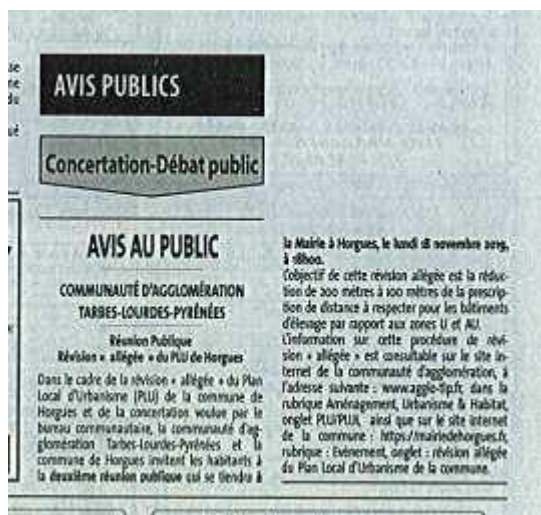 AVIS PUBLICS
Concertation-Débat public
AVIS AU PUBLIC
COMMUNAUTÉ D'AGGLOMÉRATION
TARBES-LOURDES-PYRÉNÉES
Réunion Publique
Révision « allégée » du PLU de Horgues
Dans le cadre de la révision « allégée » du Plan
Local d'Urbanisme (PLU) de la commune de
Horgues et de la concertation voulue par le
bureau communautaire, la communauté d'ag-
glomération Tarbes-Lourdes-Pyrénées et la
commune de Horgues invitent les habitants à
la deuxième réunion publique qui se tiendra à
la Mairie à Horgues, le lundi 18 novembre 2019,
à 18h00.
L'objectif de cette révision allégée est la réduc-
tion de 200 mètres à 100 mètres de la prescrip-
tion de distance à respecter pour les bâtiments
d'élevage par rapport aux zones U et AU.
L'information sur cette procédure de révi-
sion « allégée » est consultable sur le site in-
ternet de la communauté d'agglomération, à
l'adresse suivante : www.agglo-tlp.fr, dans la
rubrique Aménagement, Urbanisme & Habitat,
onglet PLU/PLUi, ainsi que sur le site internet
de la commune : https://mairiedehorgues.fr,
rubrique : Evènement, onglet : révision allégée
du Plan Local d'Urbanisme de la commune.